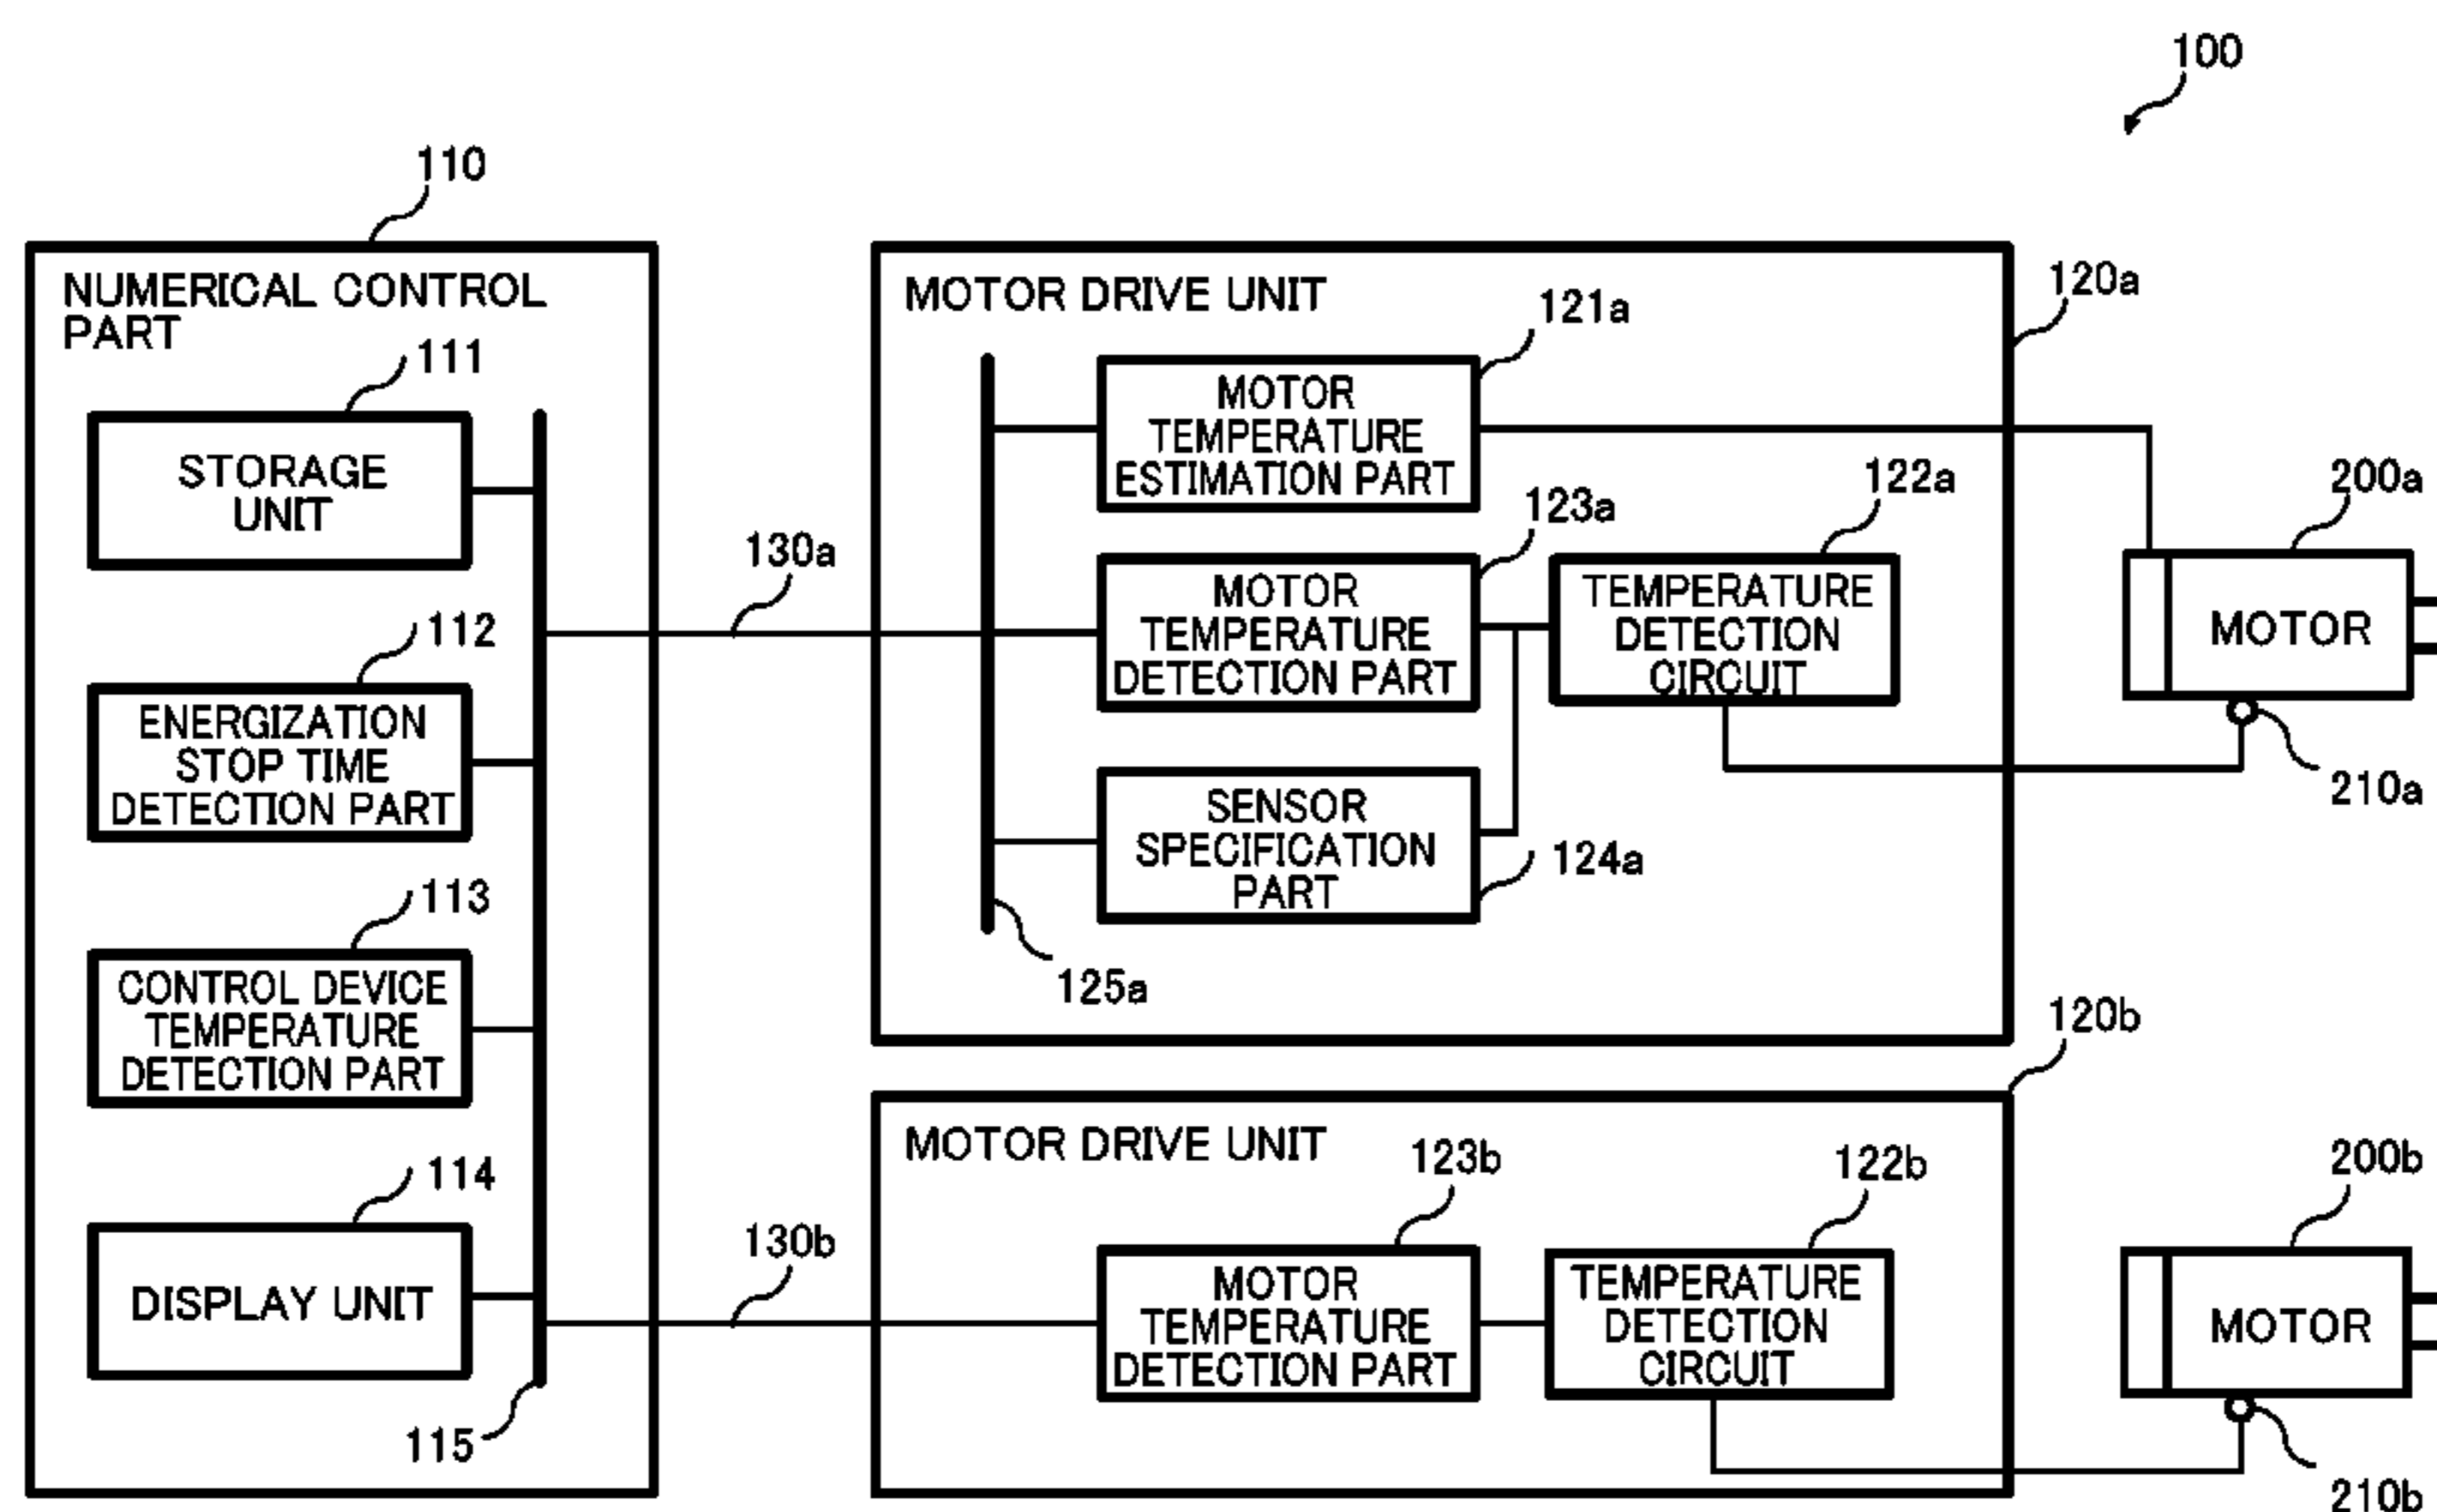 100
110
NUMERICAL CONTROL
PART
111
STORAGE
UNIT
112
ENERGIZATION
STOP TIME
DETECTION PART
113
CONTROL DEVICE
TEMPERATURE
DETECTION PART
114
DISPLAY UNIT
115
130a
130b
120a
MOTOR DRIVE UNIT
121a
MOTOR
TEMPERATURE
ESTIMATION PART
123a
MOTOR
TEMPERATURE
DETECTION PART
122a
TEMPERATURE
DETECTION
CIRCUIT
SENSOR
SPECIFICATION
PART
124a
125a
200a
MOTOR
210a
120b
MOTOR DRIVE UNIT
123b
MOTOR
TEMPERATURE
DETECTION PART
122b
TEMPERATURE
DETECTION
CIRCUIT
200b
MOTOR
210b